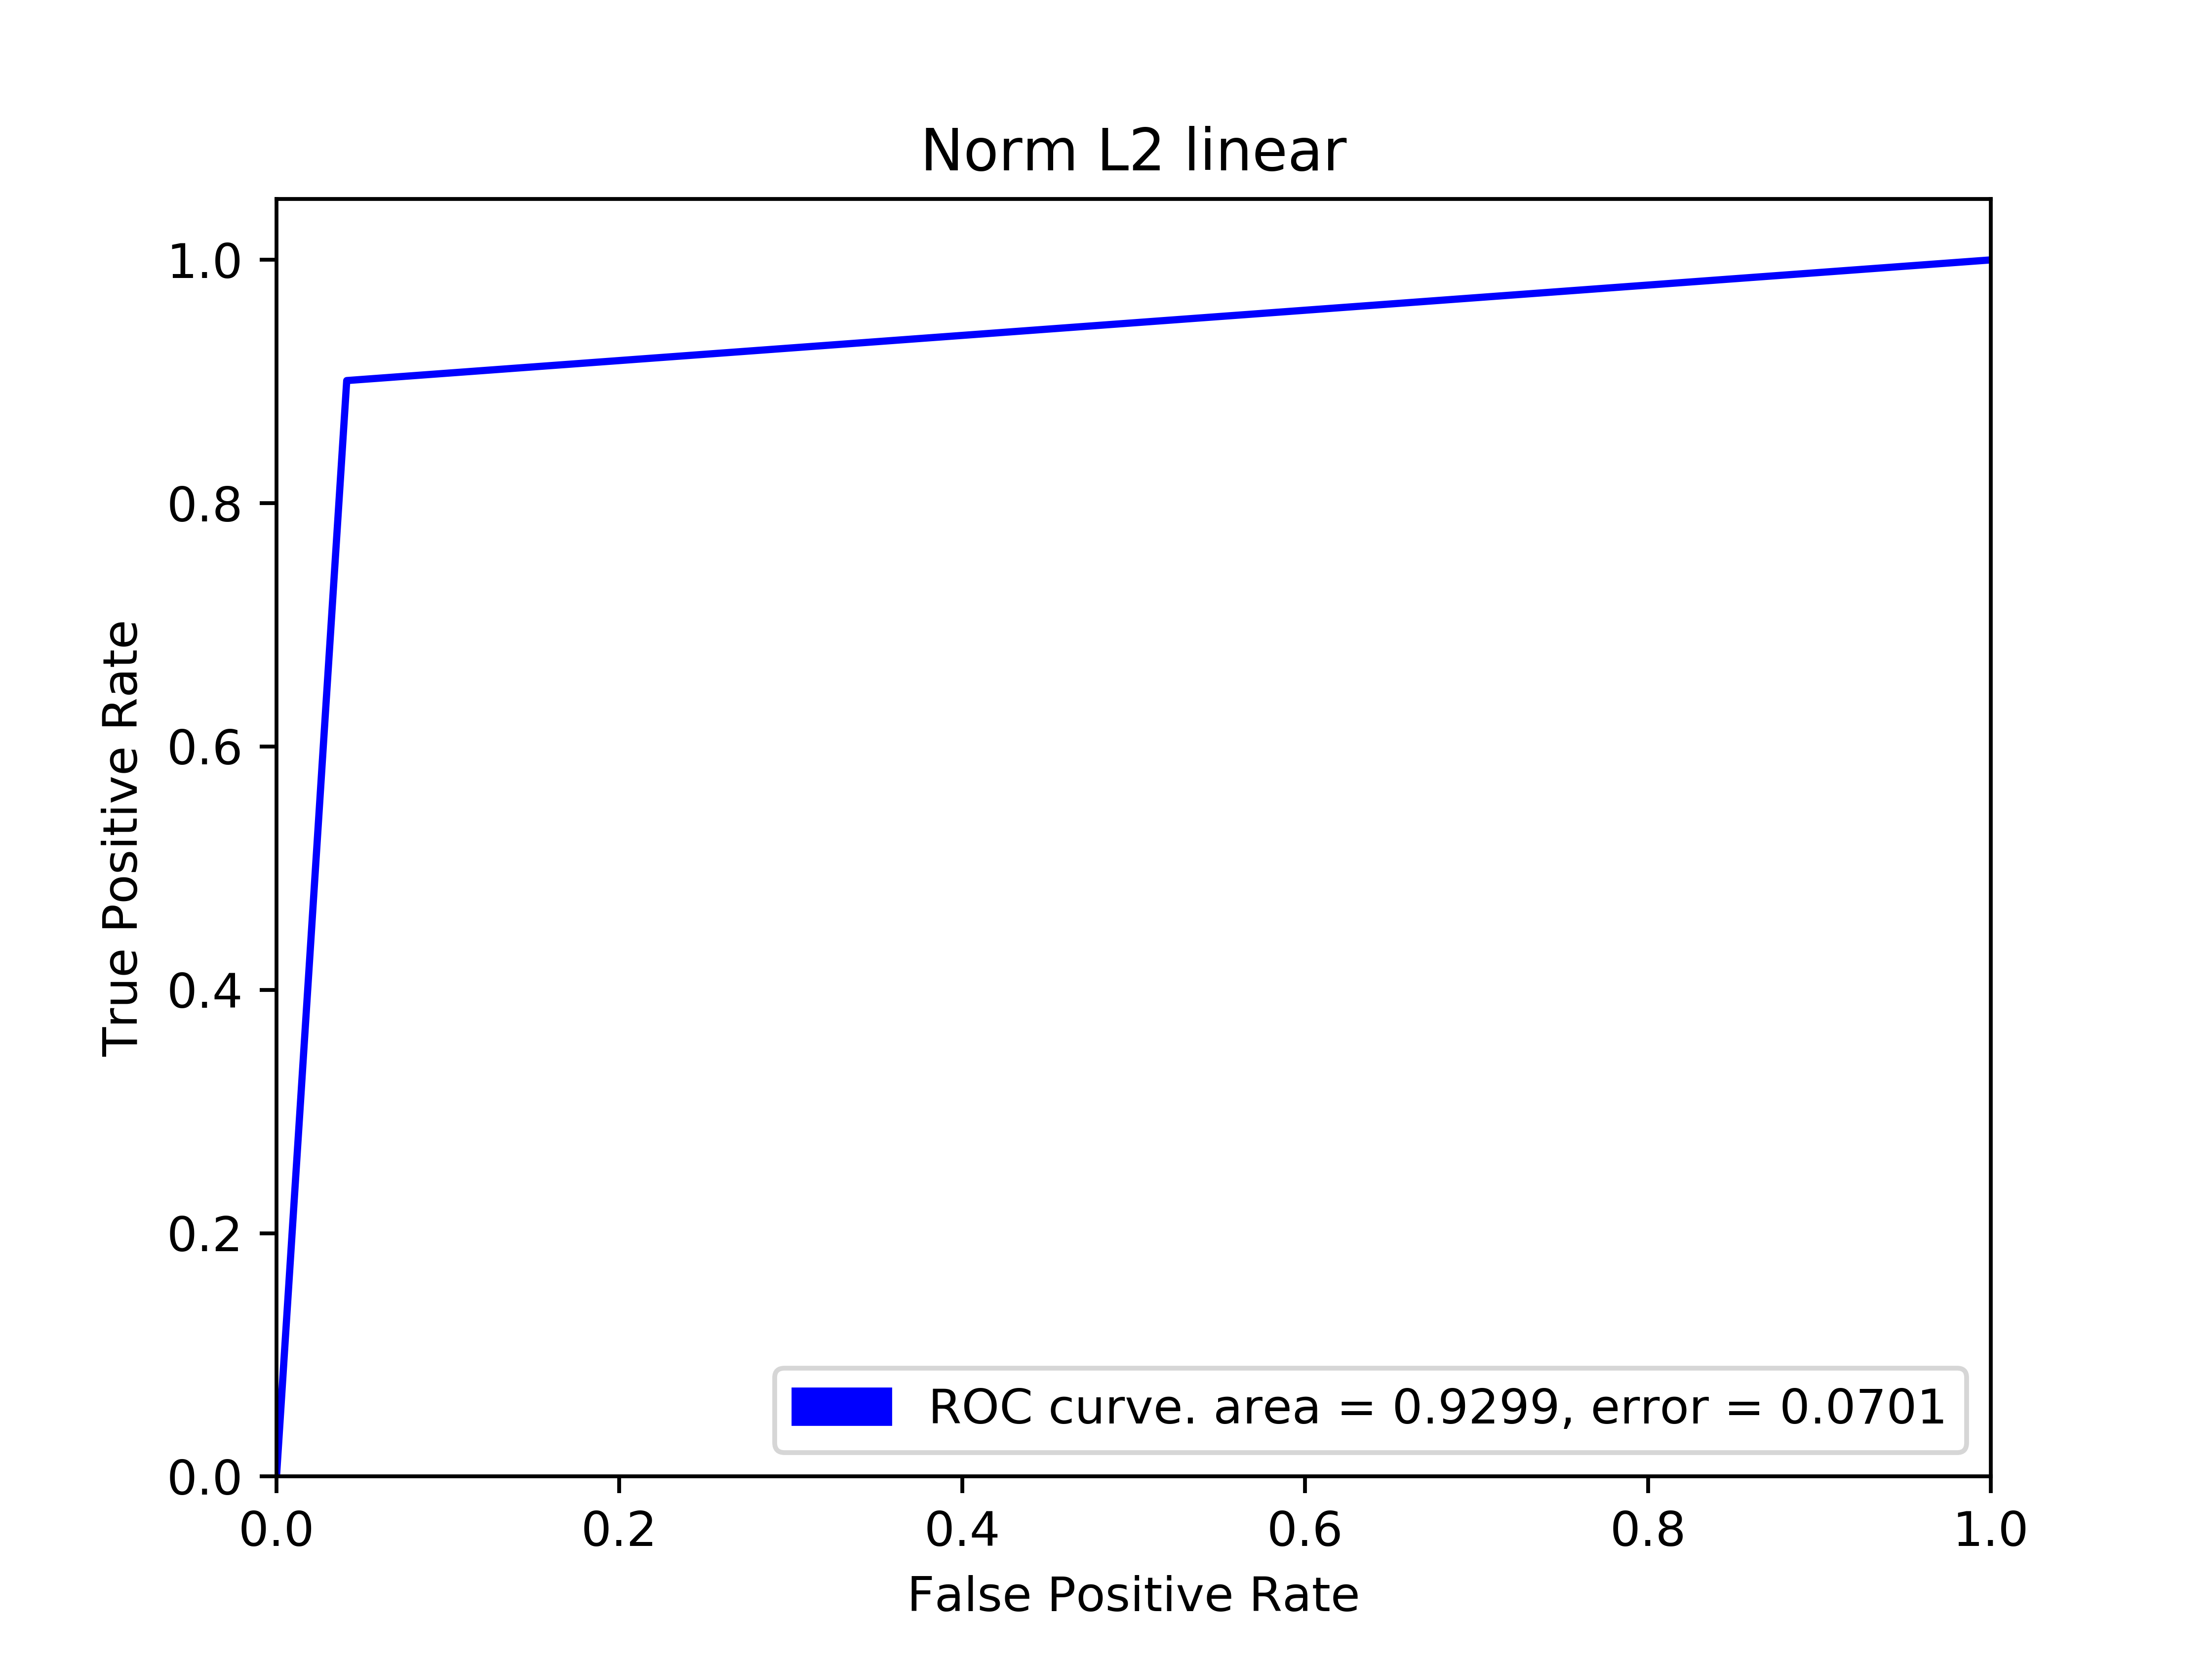 Norm L2 linear
1.0
0.8
0.6
0.4
0.2
0.0
True Positive Rate
ROC curve. area = 0.9299, error = 0.0701
0.0 0.2 0.4 0.6 0.8 1.0
False Positive Rate